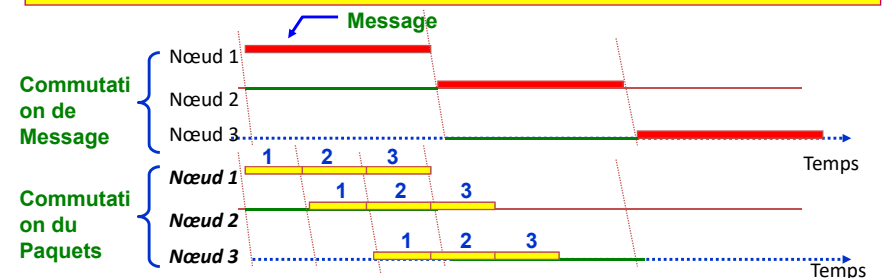 Message
Nœud 1
Commutati
on de
Message
Nœud 2
Nœud 3
Temps
1 2 3
Nœud 1
1 2 3
Commutati
on du
Paquets
Nœud 2
1 2 3
Nœud 3
Temps